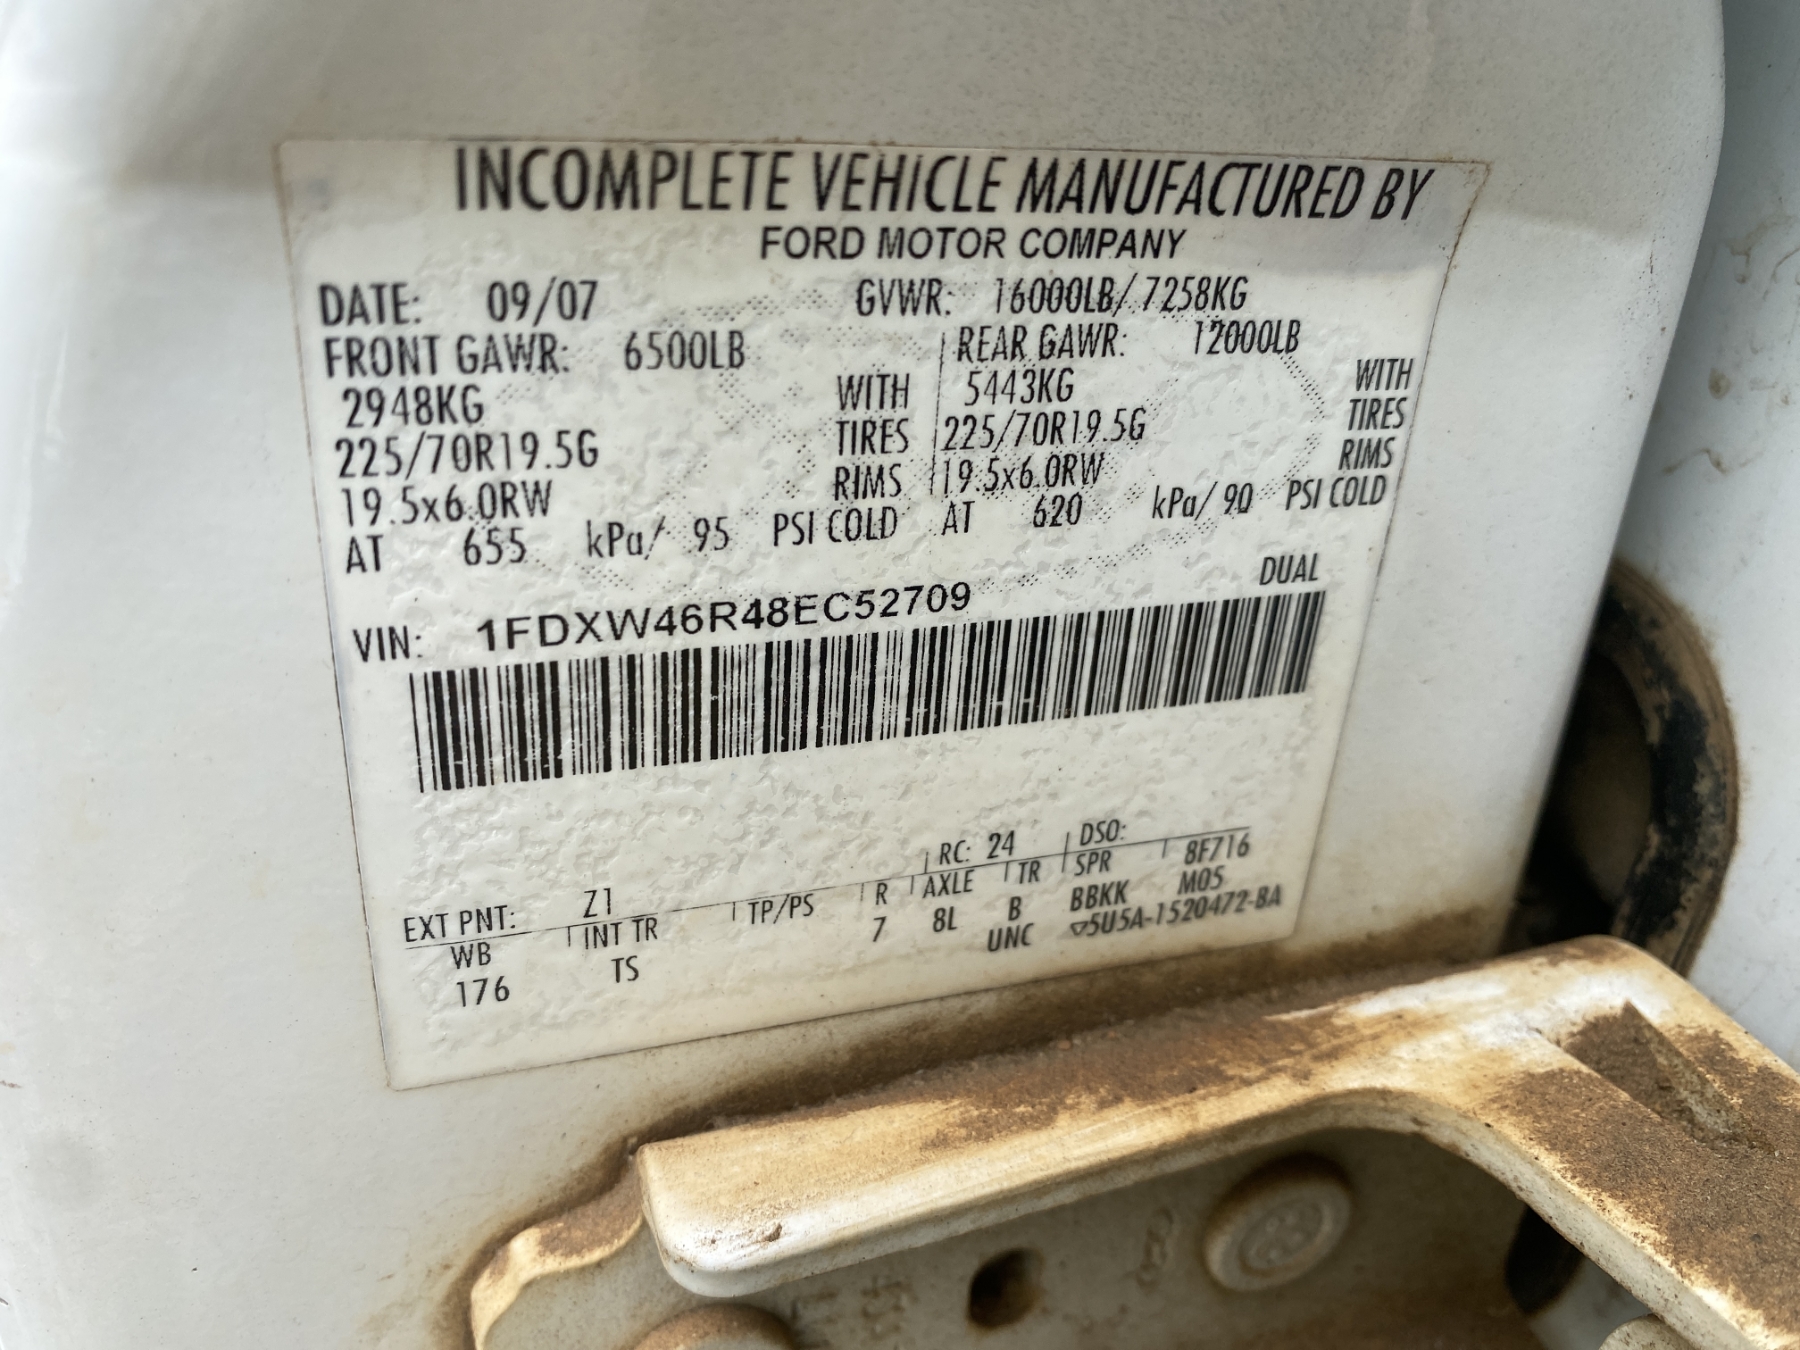 INCOMPLETE VEHICLE MANUFACTURED BY
FORD MOTOR COMPANY
DATE: 09/07 GVWR: 16000LB/ 7258KG
FRONT GAWR: 6500LB REAR GAWR: 12000LB
2948KG WITH 5443KG WITH
225/70R19.5G TIRES 225/70R19.5G TIRES
19.5x6.0RW RIMS 19.5x6.0RW RIMS
AT 655 kPa/ 95 PSI COLD AT 620 kPa/ 90 PSI COLD
VIN: 1FDXW46R48EC52709 DUAL
EXT PNT: Z1 RC: 24 DSO: 8F716
WB INT TR TP/PS R AXLE TR SPR M05
176 TS 7 8L B BBKK
UNC ▽5U5A-1520472-BA